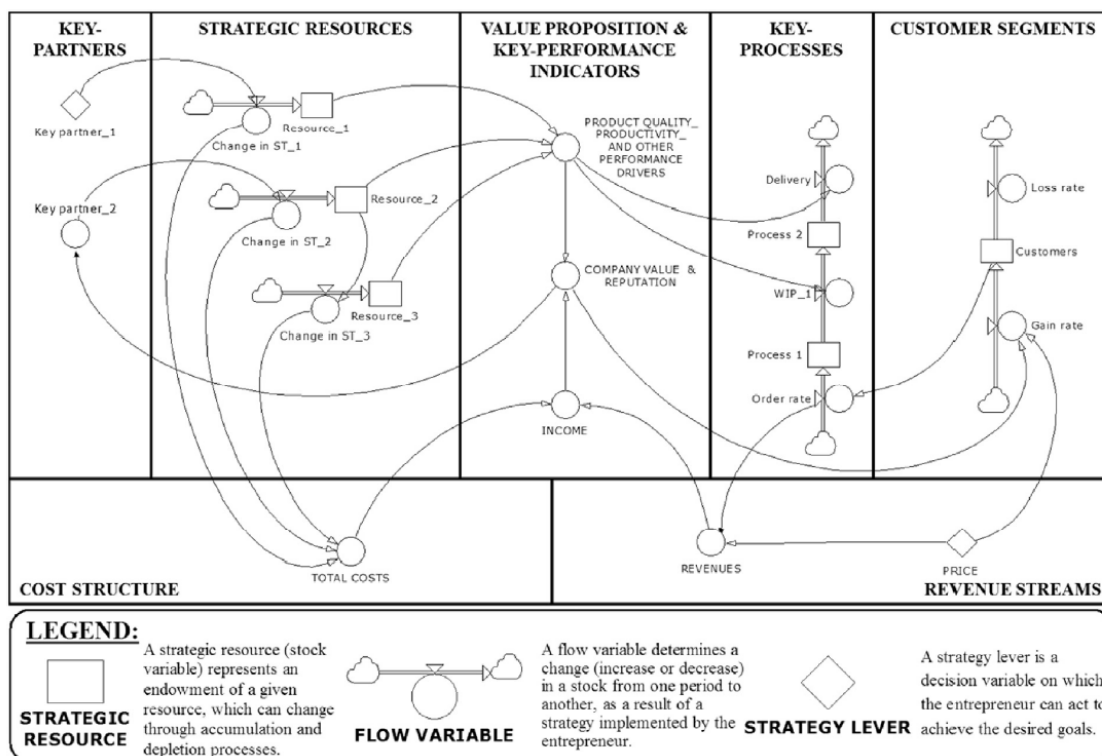 KEY-
PARTNERS
STRATEGIC RESOURCES
VALUE PROPOSITION &
KEY-PERFORMANCE
INDICATORS
KEY-
PROCESSES
CUSTOMER SEGMENTS
Key partner_1
Resource_1
Change in ST_1
Key partner_2
Resource_2
Change in ST_2
Resource_3
Change in ST_3
PRODUCT QUALITY_
PRODUCTIVITY_
AND OTHER
PERFORMANCE
DRIVERS
COMPANY VALUE &
REPUTATION
INCOME
Delivery
Process 2
WIP_1
Process 1
Order rate
Loss rate
Customers
Gain rate
TOTAL COSTS
COST STRUCTURE
REVENUES
PRICE
REVENUE STREAMS
LEGEND:
STRATEGIC
RESOURCE
A strategic resource (stock
variable) represents an
endowment of a given
resource, which can change
through accumulation and
depletion processes.
FLOW VARIABLE
A flow variable determines a
change (increase or decrease)
in a stock from one period to
another, as a result of a
strategy implemented by the
entrepreneur.
STRATEGY LEVER
A strategy lever is a
decision variable on which
the entrepreneur can act to
achieve the desired goals.